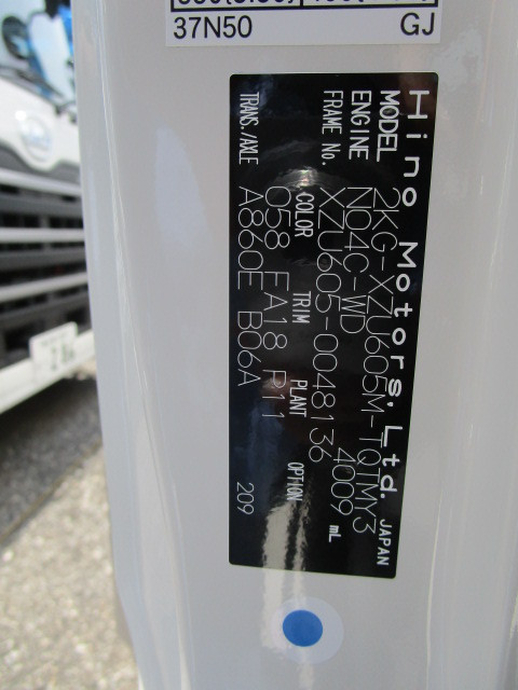 37N50 GJ
Hino Motors, Ltd. JAPAN
MODEL 2KG-XZU605M-TQTMY3
ENGINE N04C-WD 4009 mL
FRAME No. XZU605-0048136
COLOR TRIM PLANT OPTION
058 FA18 P11
TRANS./AXLE A860E B06A 209